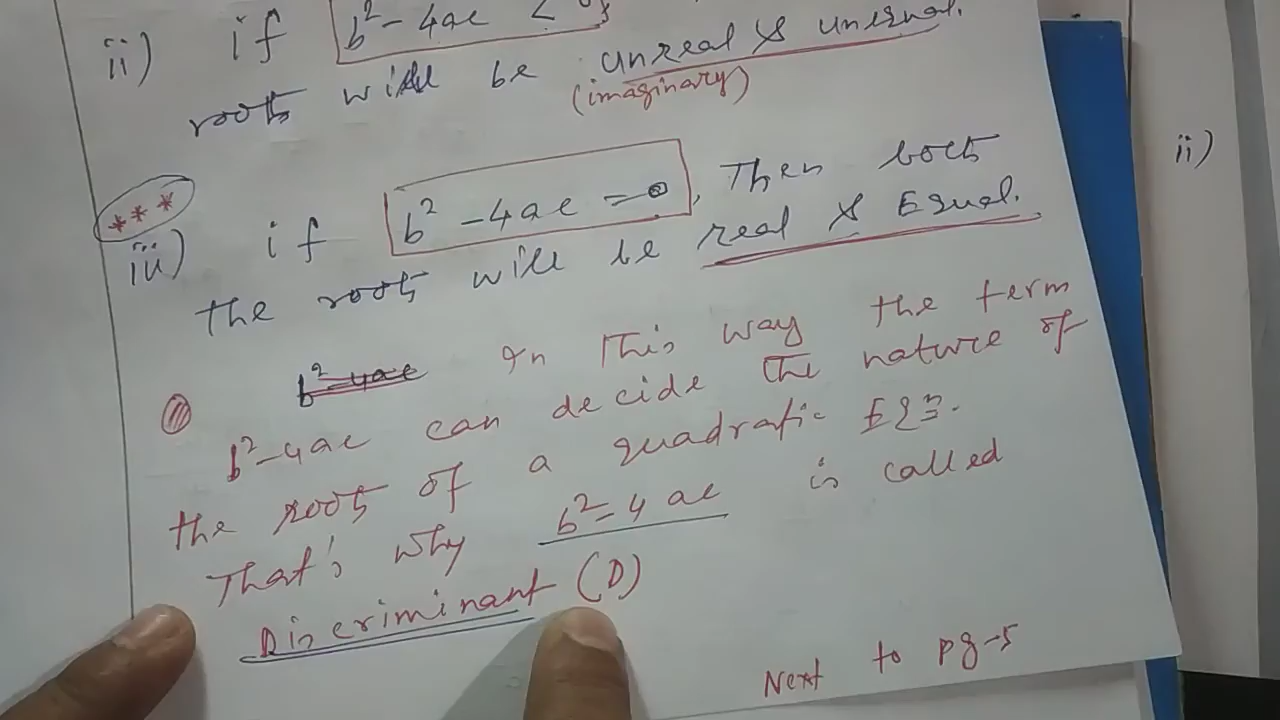 ii) if b²-4ac < 0,
roots will be unreal & unequal.
(imaginary)
***
iii) if b²-4ac = 0, Then both
the roots will be real & Equal.
b²-4ac In This way the term
b²-4ac can decide the nature of
the roots of a quadratic Eqn.
That's why b²-4ac is called
Discriminant (D)
Next to pg-5
ii)